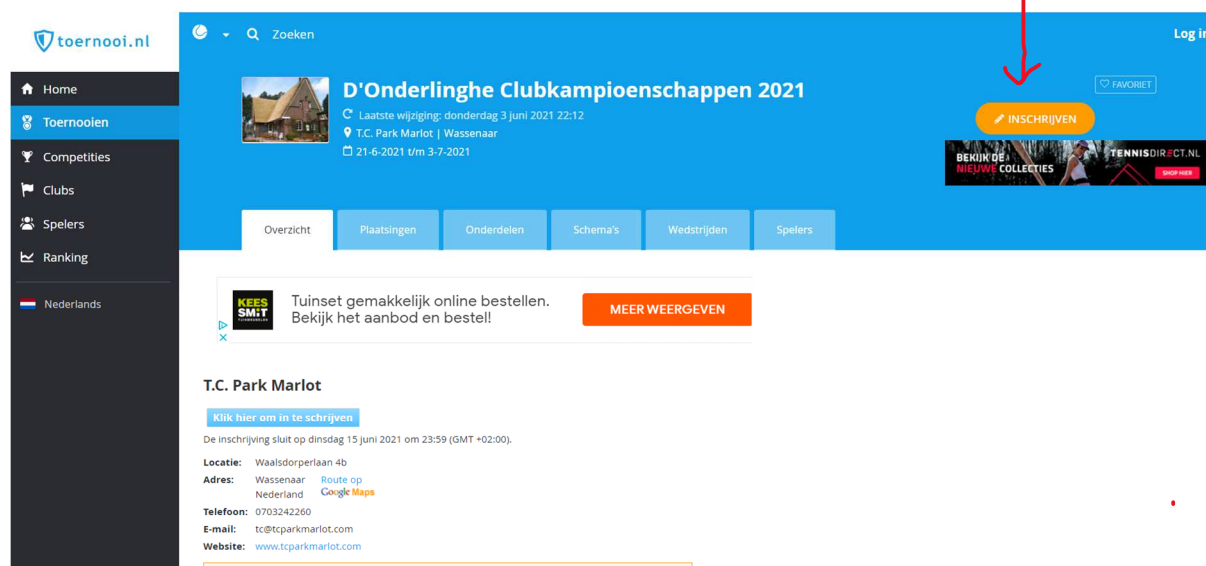 toernooi.nl
Zoeken
Log in
Home
Toernooien
Competities
Clubs
Spelers
Ranking
Nederlands
D'Onderlinghe Clubkampioenschappen 2021
Laatste wijziging: donderdag 3 juni 2021 22:12
T.C. Park Marlot | Wassenaar
21-6-2021 t/m 3-7-2021
FAVORIET
INSCHRIJVEN
BEKIJK DE
NIEUWE COLLECTIES
TENNISDIRECT.NL
SHOP HIER
Overzicht Plaatsingen Onderdelen Schema's Wedstrijden Spelers
KEES
SMIT
TUINMEUBELEN
Tuinset gemakkelijk online bestellen.
Bekijk het aanbod en bestel!
MEER WEERGEVEN
T.C. Park Marlot
Klik hier om in te schrijven
De inschrijving sluit op dinsdag 15 juni 2021 om 23:59 (GMT +02:00).
Locatie: Waalsdorperlaan 4b
Adres: Wassenaar Route op
Nederland Google Maps
Telefoon: 0703242260
E-mail: tc@tcparkmarlot.com
Website: www.tcparkmarlot.com